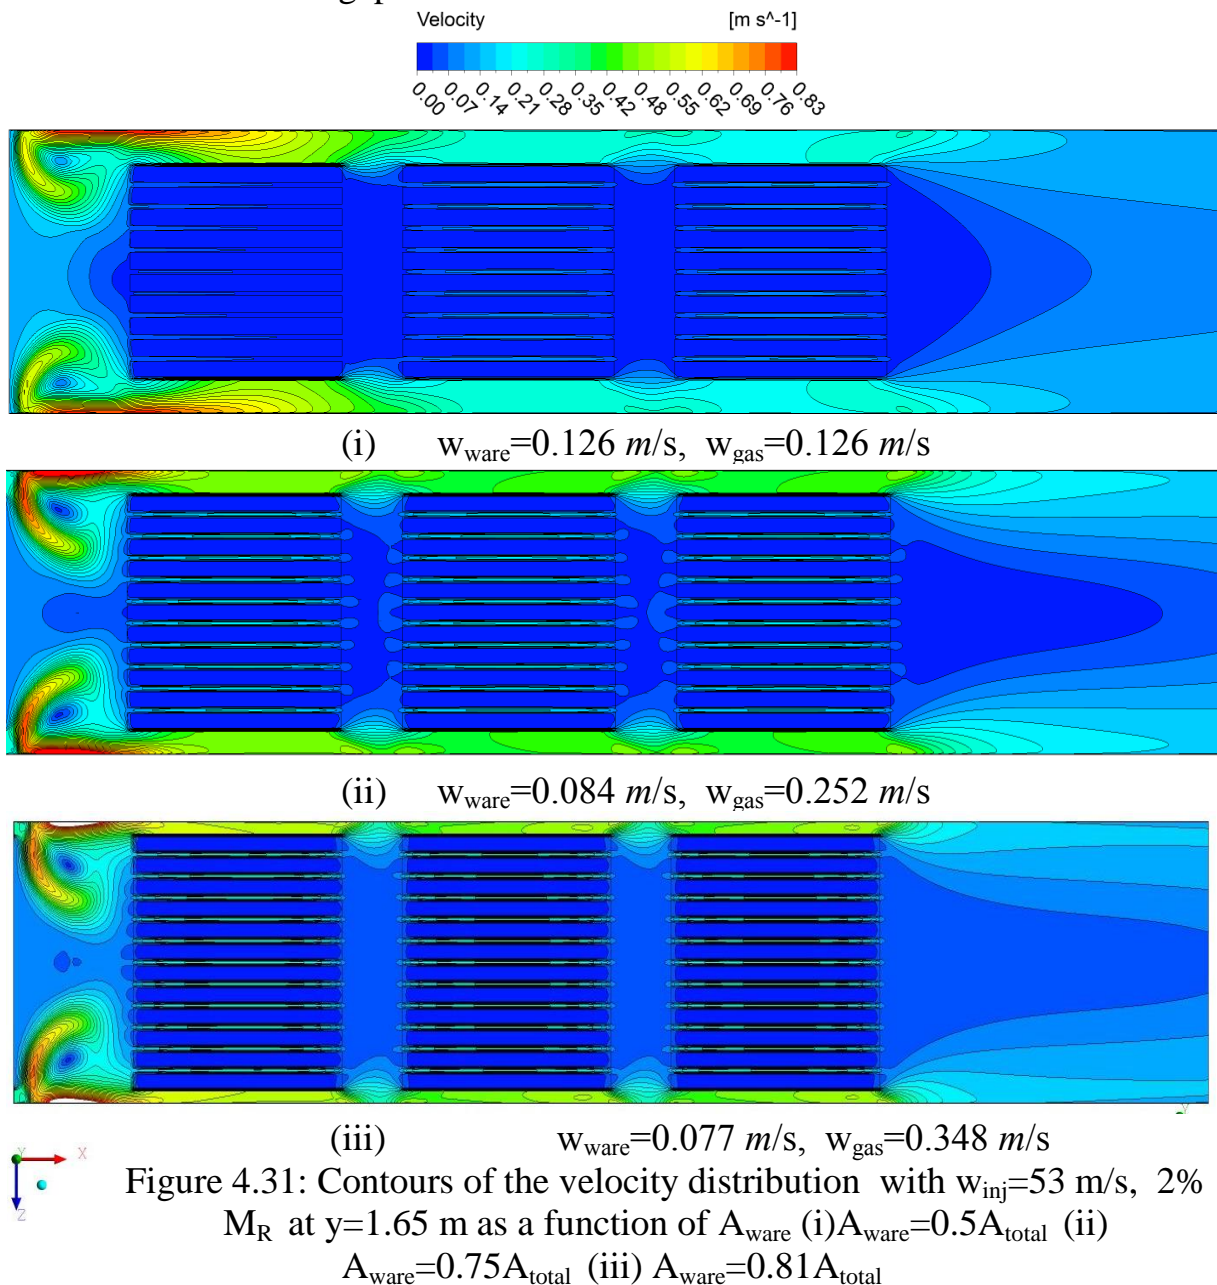 Velocity [m s^-1]
0.00 0.07 0.14 0.21 0.28 0.35 0.42 0.48 0.55 0.62 0.69 0.76 0.83
(i) w_ware=0.126 m/s, w_gas=0.126 m/s
(ii) w_ware=0.084 m/s, w_gas=0.252 m/s
(iii) w_ware=0.077 m/s, w_gas=0.348 m/s
Y X
Z
Y
Figure 4.31: Contours of the velocity distribution with w_inj=53 m/s, 2%
M_R at y=1.65 m as a function of A_ware (i)A_ware=0.5A_total (ii)
A_ware=0.75A_total (iii) A_ware=0.81A_total